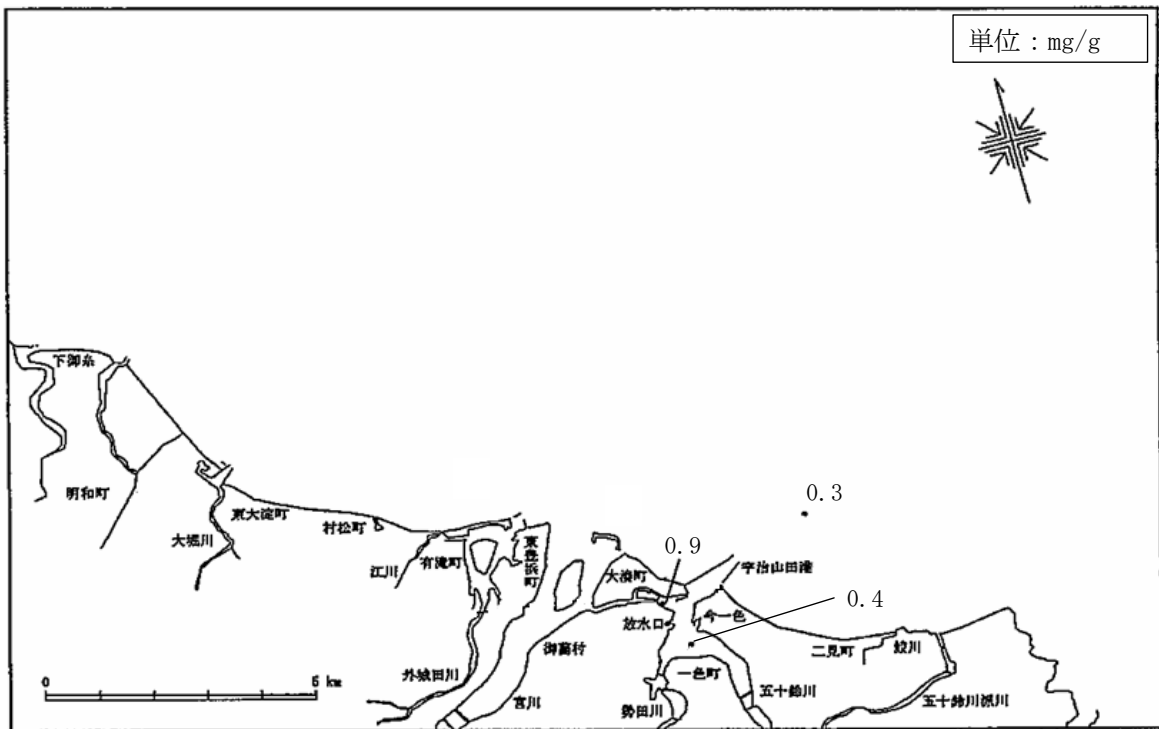 単位:mg/g
下御糸
明和町
大堀川
東大淀町
村松町
江川
有滝町
東豊浜町
外城田川
宮川
御薗村
大湊町
0.9
0.3
宇治山田港
放水口
今一色
0.4
一色町
勢田川
五十鈴川
二見町
鮫川
五十鈴川派川
0
6 km